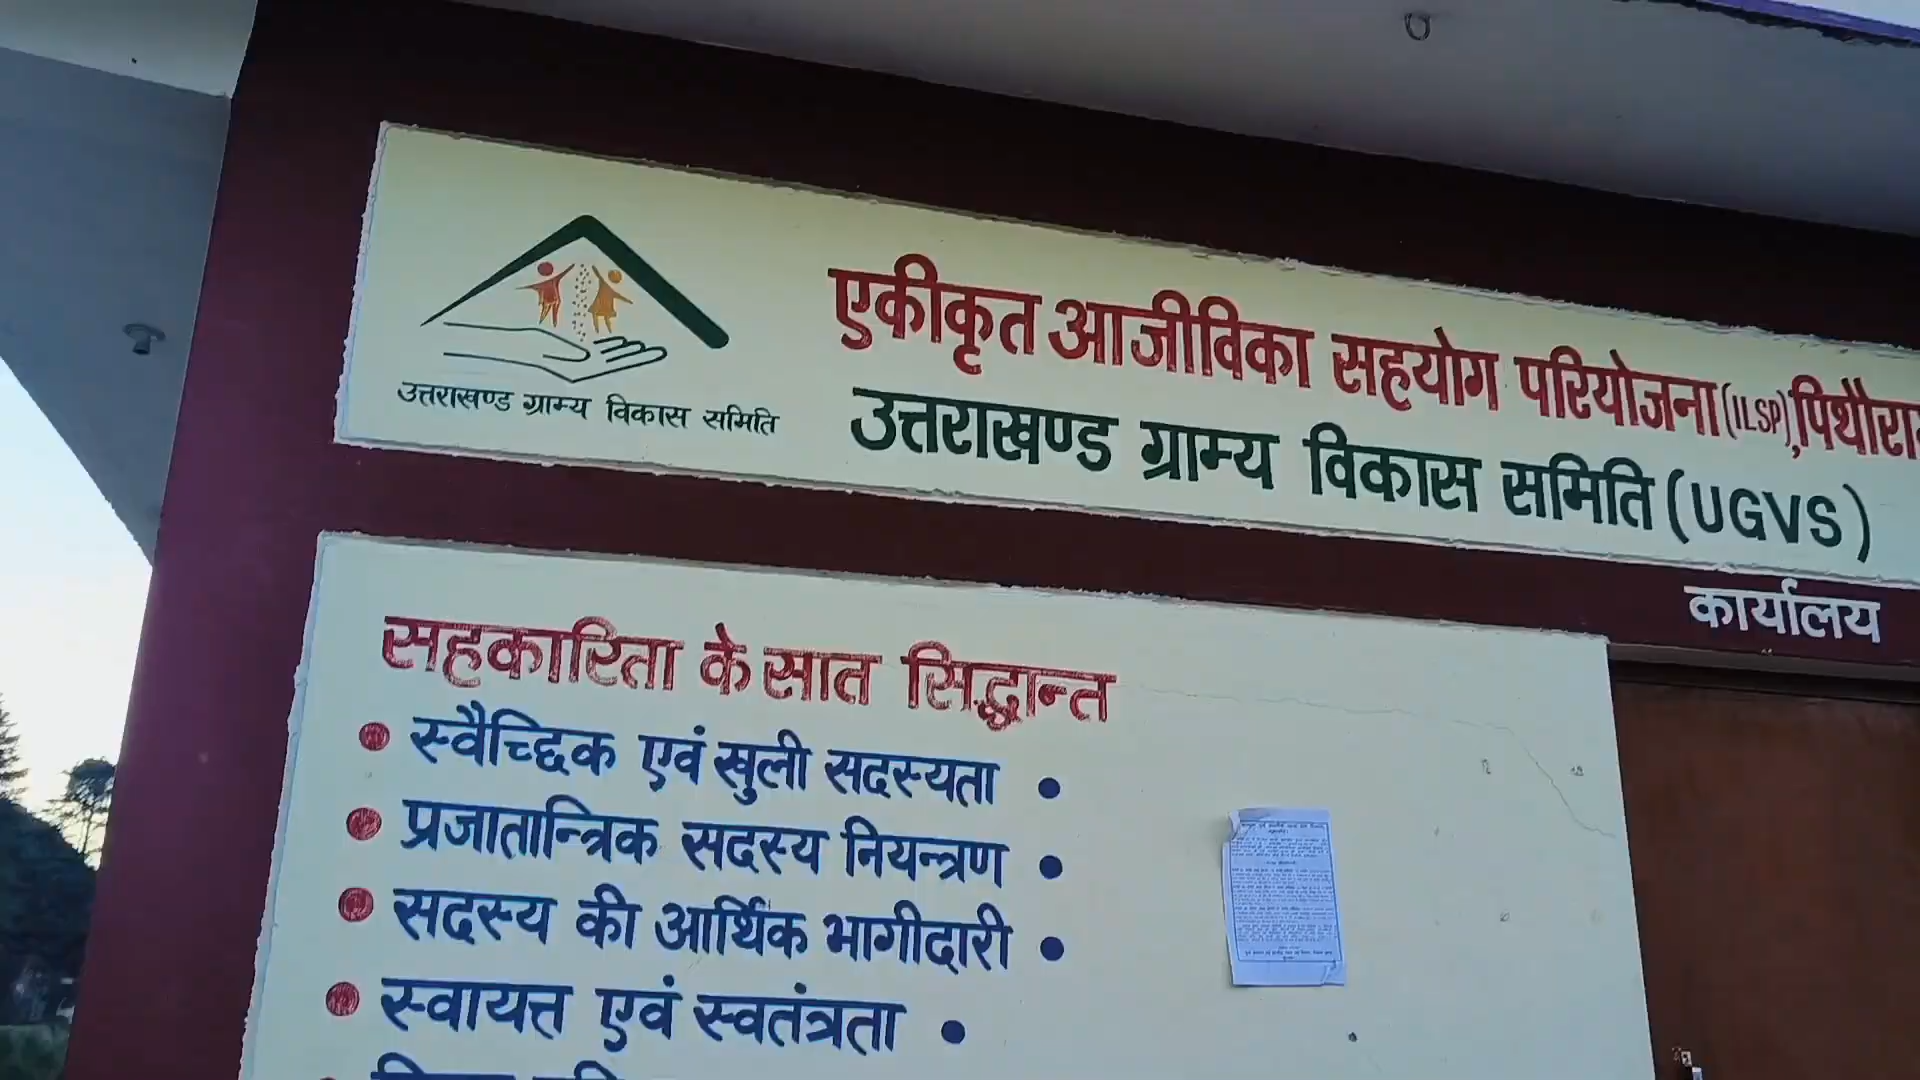 एकीकृत आजीविका सहयोग परियोजना (ILSP), पिथौरा
उत्तराखण्ड ग्राम्य विकास समिति (UGVS)
उत्तराखण्ड ग्राम्य विकास समिति
कार्यालय
सहकारिता के सात सिद्धान्त
• स्वैच्छिक एवं खुली सदस्यता •
• प्रजातान्त्रिक सदस्य नियन्त्रण •
• सदस्य की आर्थिक भागीदारी •
• स्वायत्त एवं स्वतंत्रता •